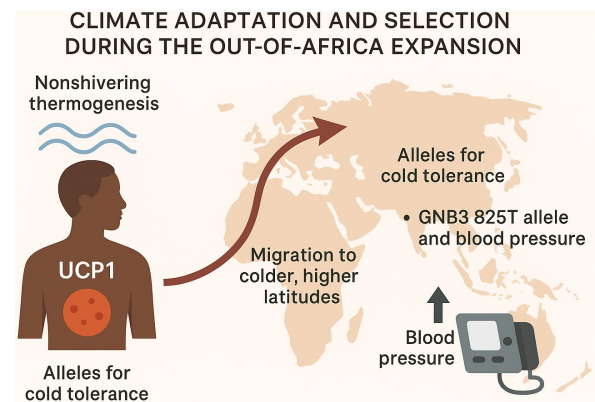 CLIMATE ADAPTATION AND SELECTION
DURING THE OUT-OF-AFRICA EXPANSION
Nonshivering
thermogenesis
UCP1
Alleles for
cold tolerance
Migration to
colder, higher
latitudes
Alleles for
cold tolerance
• GNB3 825T allele
and blood pressure
Blood
pressure